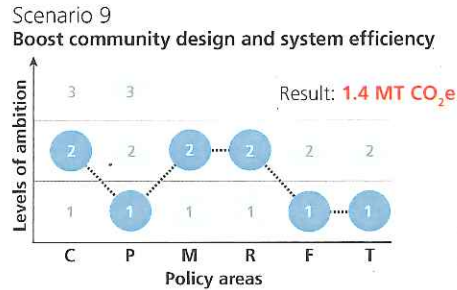 Scenario 9
Boost community design and system efficiency
Levels of ambition
3 3
Result: 1.4 MT CO₂e
2 2 2 2 2 2
1 1 1 1 1 1
C P M R F T
Policy areas